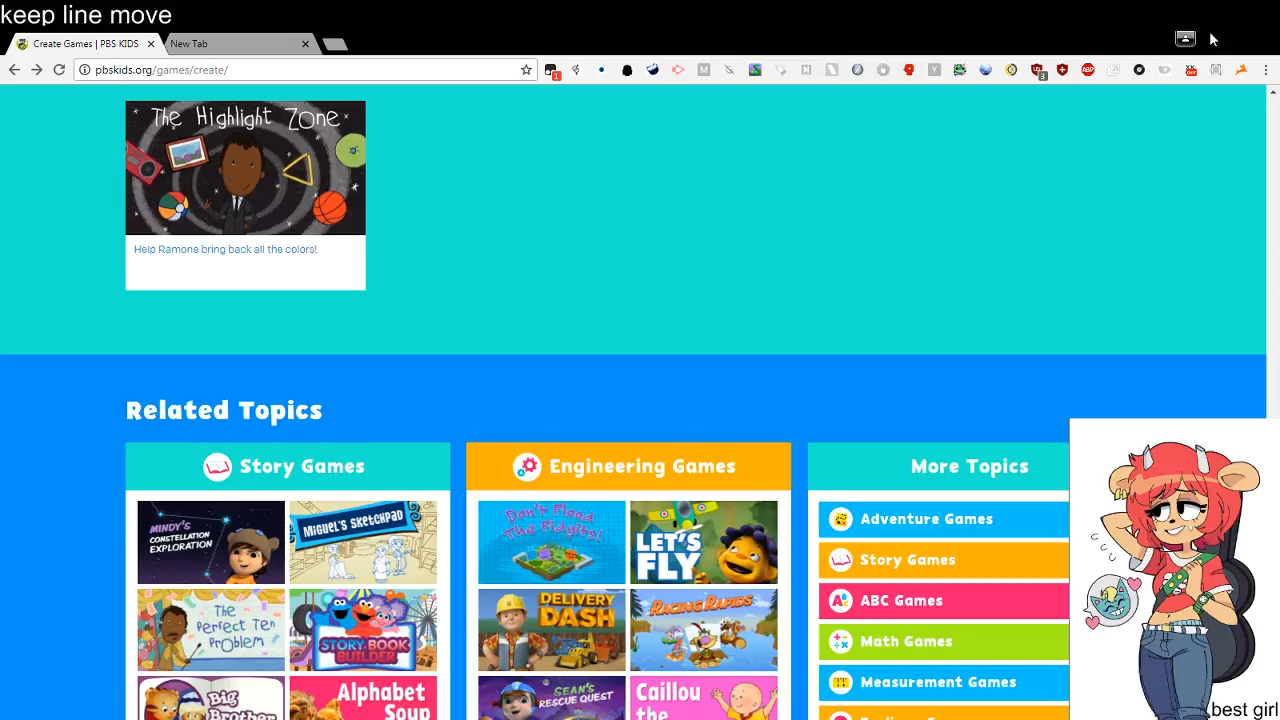 keep line move
Create Games | PBS KIDS
New Tab
pbskids.org/games/create/
The Highlight Zone
Help Ramone bring back all the colors!
Related Topics
Story Games
Engineering Games
More Topics
MINDY'S CONSTELLATION EXPLORATION
MIGUEL'S SKETCHPAD
Don't Flood The Fidgits!
LET'S FLY
The Perfect Ten Problem
STORYBOOK BUILDER
DELIVERY DASH
RACING RAPIDS
Big Brother
Alphabet Soup
SEAN'S RESCUE QUEST
Caillou the
Adventure Games
Story Games
ABC Games
Math Games
Measurement Games
best girl